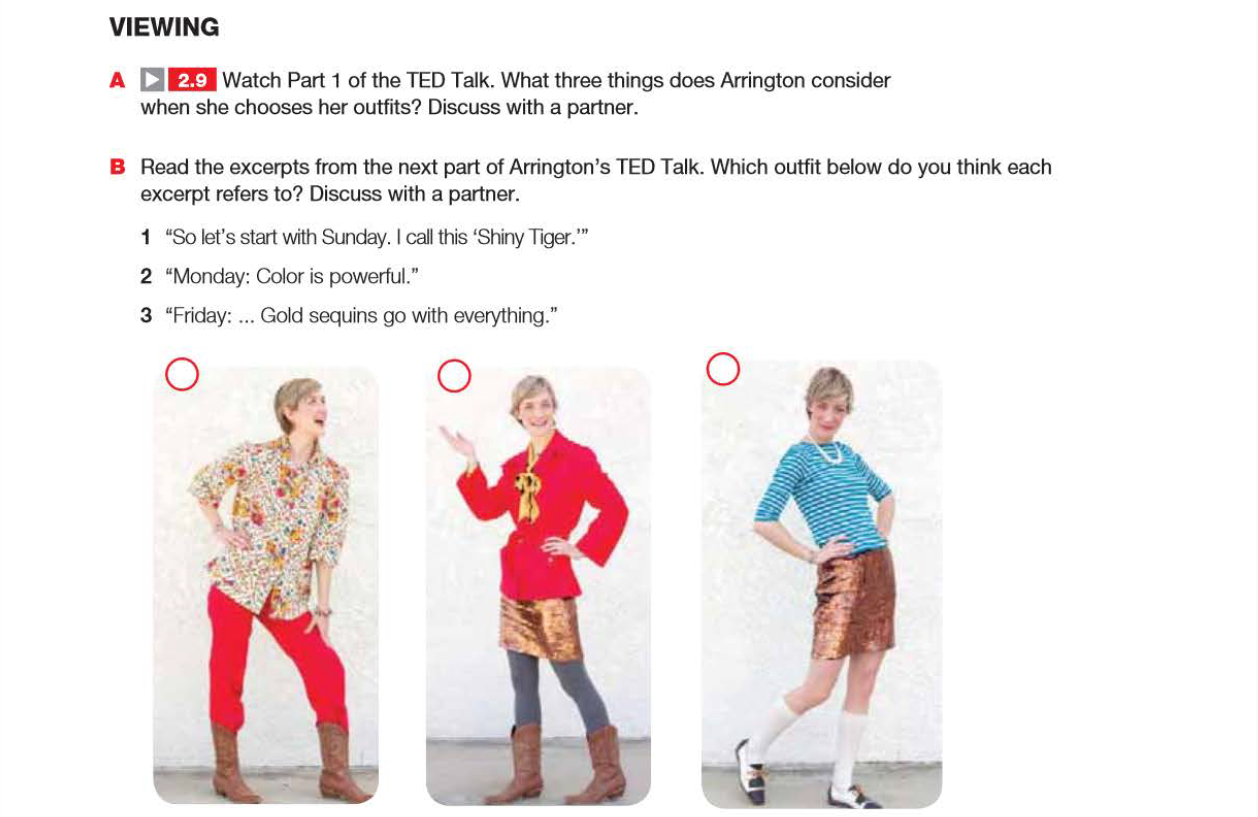 VIEWING
A 2.9 Watch Part 1 of the TED Talk. What three things does Arrington consider
when she chooses her outfits? Discuss with a partner.
B Read the excerpts from the next part of Arrington’s TED Talk. Which outfit below do you think each
excerpt refers to? Discuss with a partner.
1 “So let’s start with Sunday. I call this ‘Shiny Tiger.’”
2 “Monday: Color is powerful.”
3 “Friday: ... Gold sequins go with everything.”